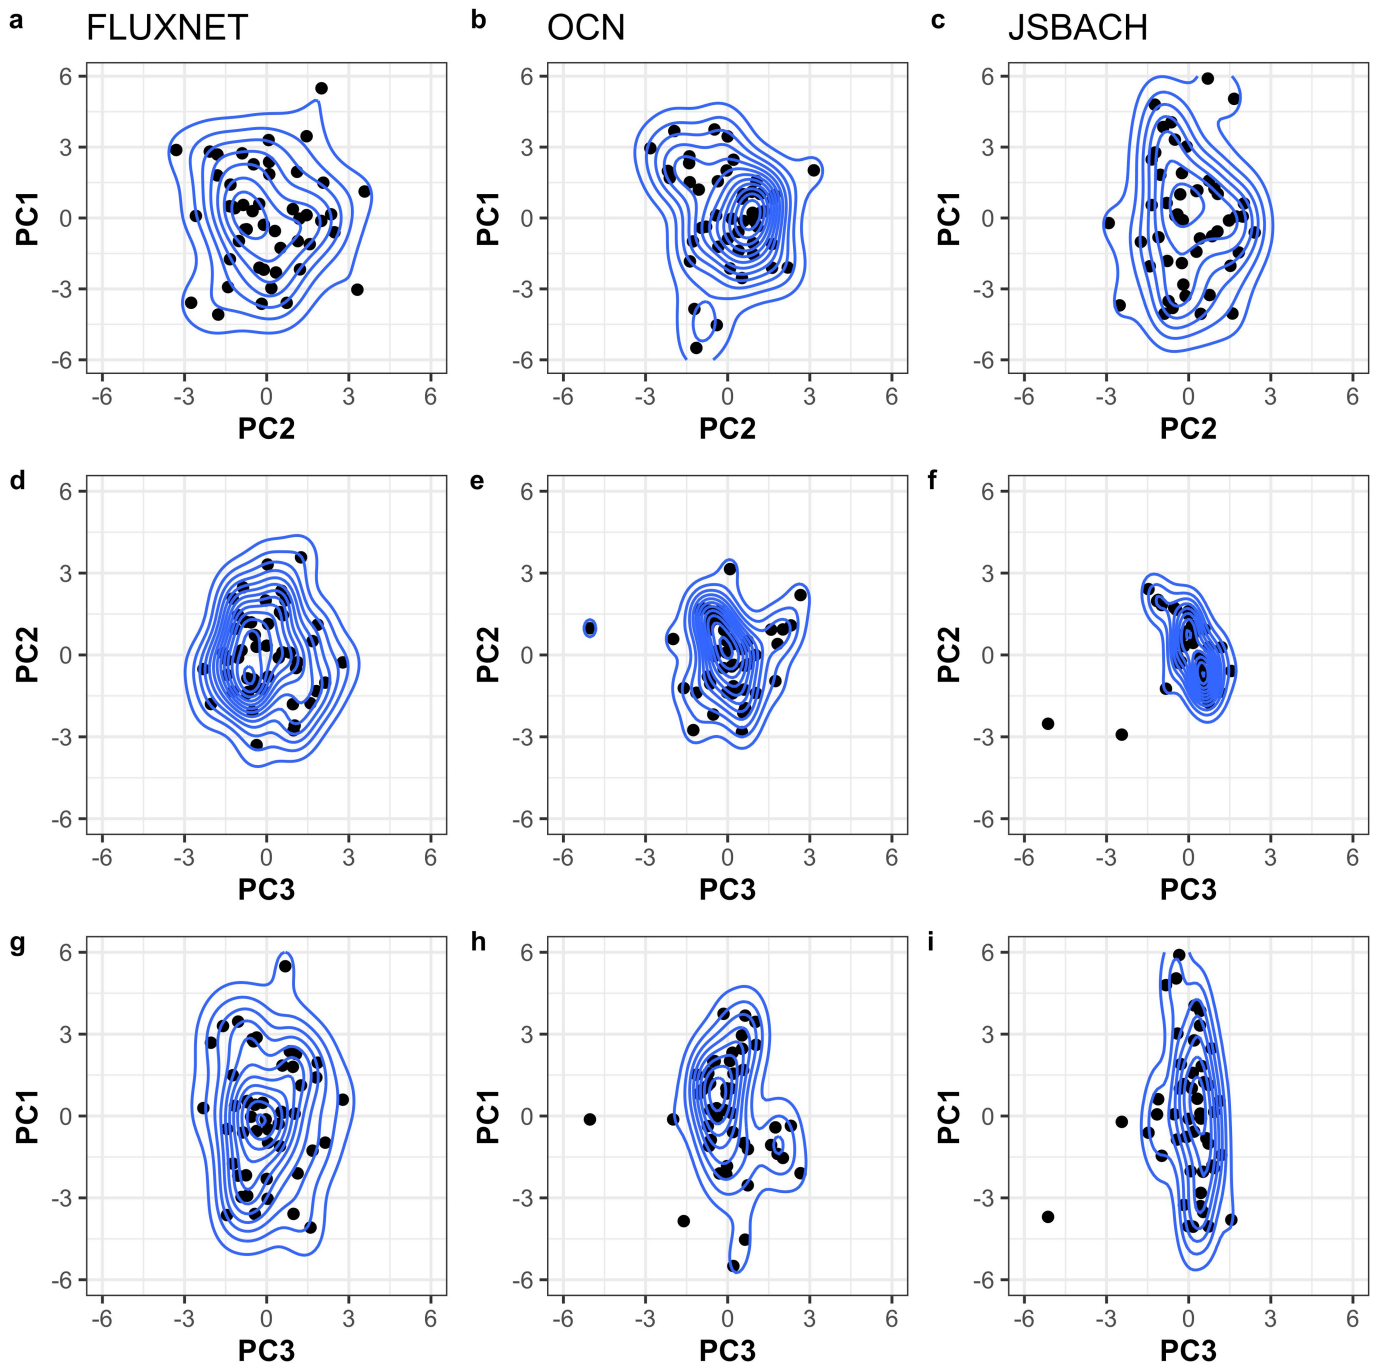 a FLUXNET b OCN c JSBACH
6 6 6
3 3 3
PC1 0 PC1 0 PC1 0
-3 -3 -3
-6 -6 -6
-6 -3 0 3 6 -6 -3 0 3 6 -6 -3 0 3 6
PC2 PC2 PC2
d e f
6 6 6
3 3 3
PC2 0 PC2 0 PC2 0
-3 -3 -3
-6 -6 -6
-6 -3 0 3 6 -6 -3 0 3 6 -6 -3 0 3 6
PC3 PC3 PC3
g h i
6 6 6
3 3 3
PC1 0 PC1 0 PC1 0
-3 -3 -3
-6 -6 -6
-6 -3 0 3 6 -6 -3 0 3 6 -6 -3 0 3 6
PC3 PC3 PC3